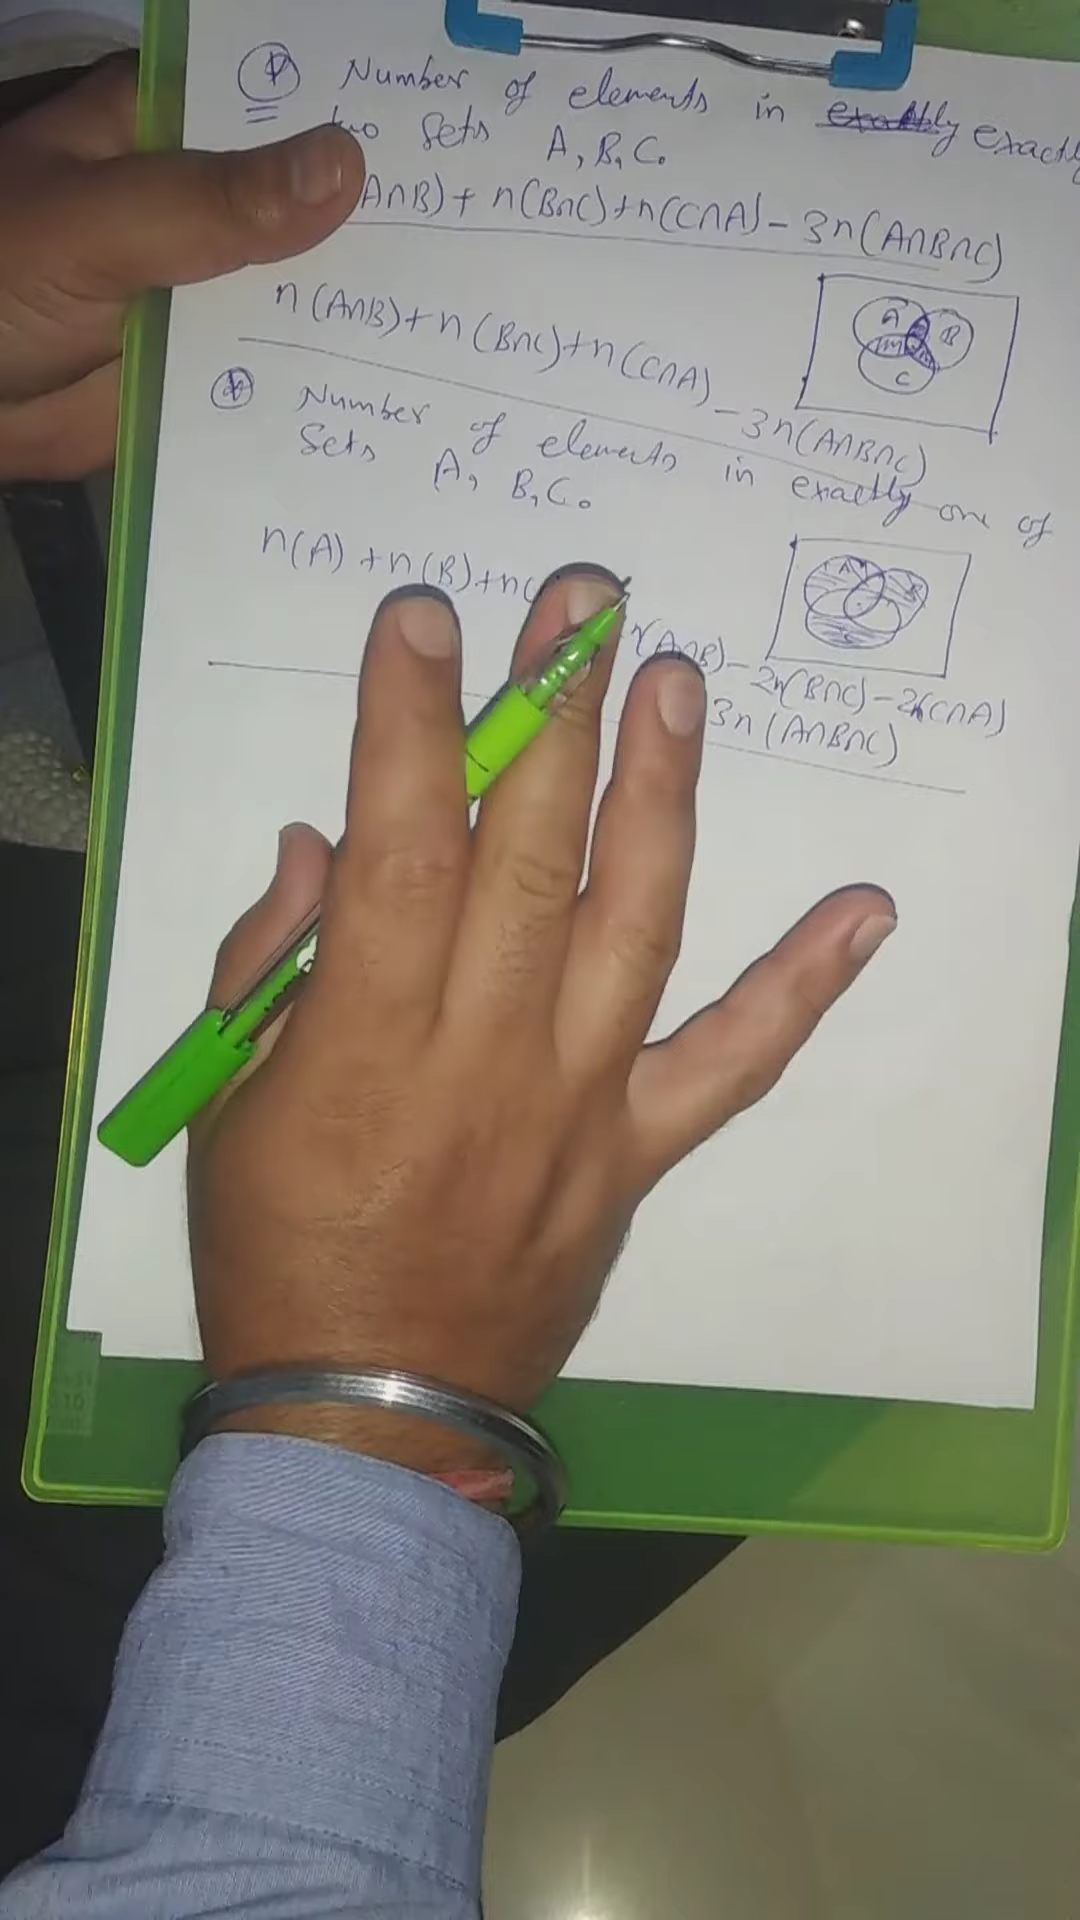 Number of elements in exactly exactly
two Sets A, B, C.
A∩B) + n(B∩C) + n(C∩A) - 3n(A∩B∩C)
n(A∩B) + n(B∩C) + n(C∩A)
- 3n(A∩B∩C)
A B
C
Number of elements in exactly one of
Sets A, B, C.
n(A) + n(B) + n(
A B
(A∩B) - 2n(B∩C) - 2n(C∩A)
3n(A∩B∩C)